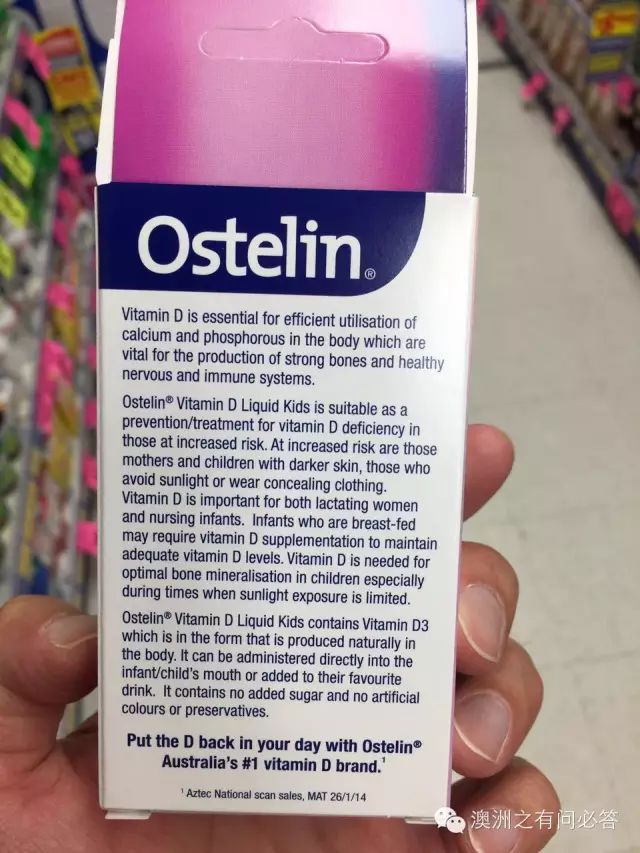 Ostelin®
Vitamin D is essential for efficient utilisation of
calcium and phosphorous in the body which are
vital for the production of strong bones and healthy
nervous and immune systems.
Ostelin® Vitamin D Liquid Kids is suitable as a
prevention/treatment for vitamin D deficiency in
those at increased risk. At increased risk are those
mothers and children with darker skin, those who
avoid sunlight or wear concealing clothing.
Vitamin D is important for both lactating women
and nursing infants. Infants who are breast-fed
may require vitamin D supplementation to maintain
adequate vitamin D levels. Vitamin D is needed for
optimal bone mineralisation in children especially
during times when sunlight exposure is limited.
Ostelin® Vitamin D Liquid Kids contains Vitamin D3
which is in the form that is produced naturally in
the body. It can be administered directly into the
infant/child's mouth or added to their favourite
drink. It contains no added sugar and no artificial
colours or preservatives.
Put the D back in your day with Ostelin®
Australia's #1 vitamin D brand.¹
¹ Aztec National scan sales, MAT 26/1/14
澳洲之有问必答